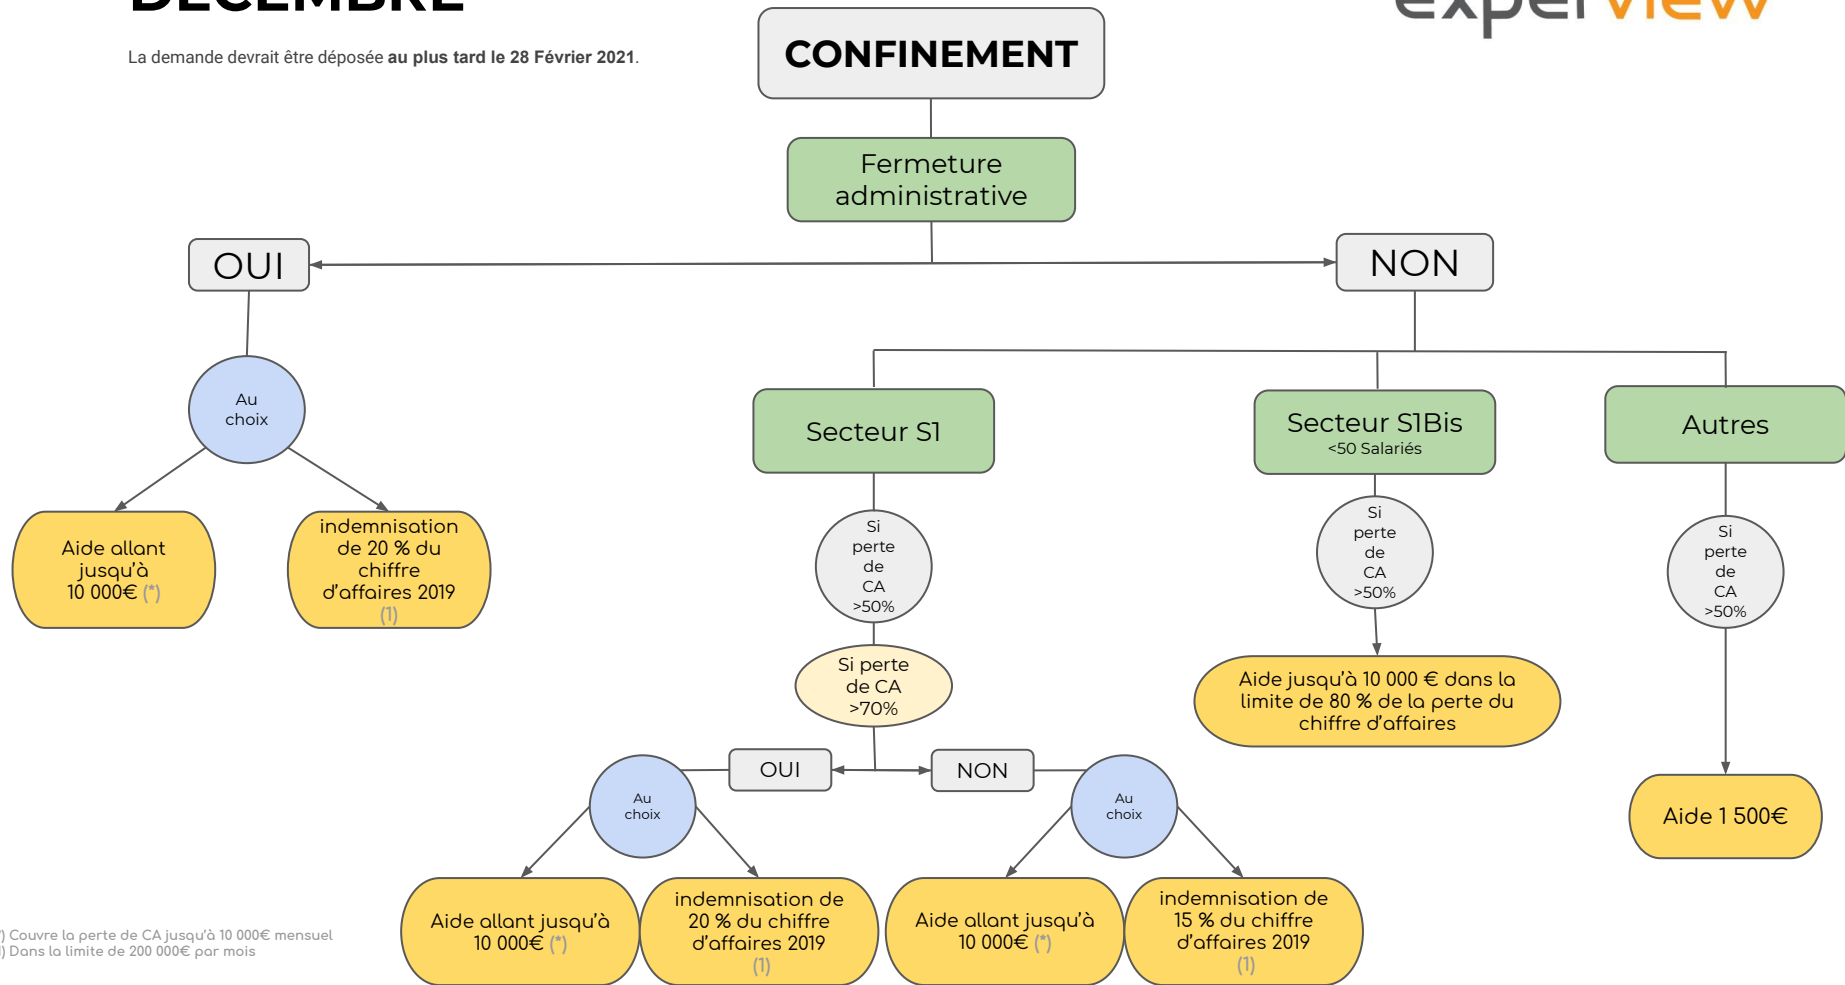 DÉCEMBRE
experview
La demande devrait être déposée au plus tard le 28 Février 2021.
CONFINEMENT
Fermeture
administrative
OUI
NON
Au
choix
Aide allant
jusqu'à
10 000€ (*)
indemnisation
de 20 % du
chiffre
d'affaires 2019
(1)
Secteur S1
Si
perte
de
CA
>50%
Si perte
de CA
>70%
OUI
NON
Au
choix
Aide allant jusqu'à
10 000€ (*)
indemnisation de
20 % du chiffre
d'affaires 2019
(1)
Au
choix
Aide allant jusqu'à
10 000€ (*)
indemnisation de
15 % du chiffre
d'affaires 2019
(1)
Secteur S1Bis
<50 Salariés
Si
perte
de
CA
>50%
Aide jusqu'à 10 000 € dans la
limite de 80 % de la perte du
chiffre d'affaires
Autres
Si
perte
de
CA
>50%
Aide 1 500€
*) Couvre la perte de CA jusqu'à 10 000€ mensuel
1) Dans la limite de 200 000€ par mois